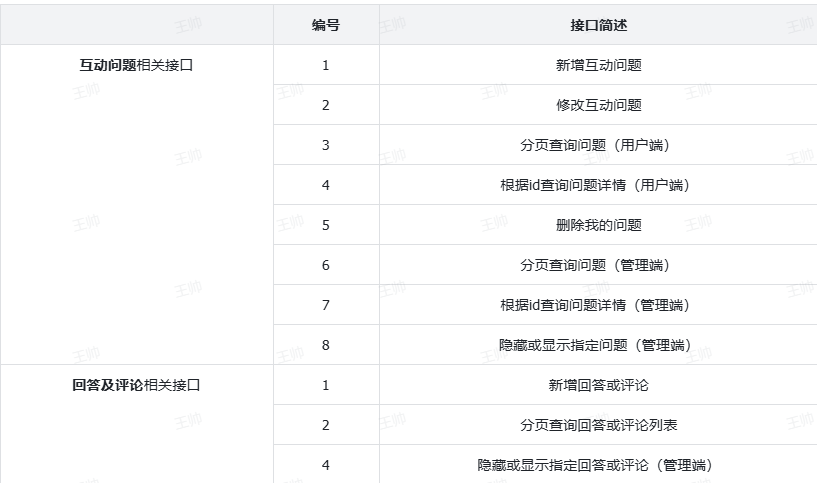 编号 接口简述
互动问题相关接口 1 新增互动问题
2 修改互动问题
3 分页查询问题（用户端）
4 根据id查询问题详情（用户端）
5 删除我的问题
6 分页查询问题（管理端）
7 根据id查询问题详情（管理端）
8 隐藏或显示指定问题（管理端）
回答及评论相关接口 1 新增回答或评论
2 分页查询回答或评论列表
4 隐藏或显示指定回答或评论（管理端）
王帅